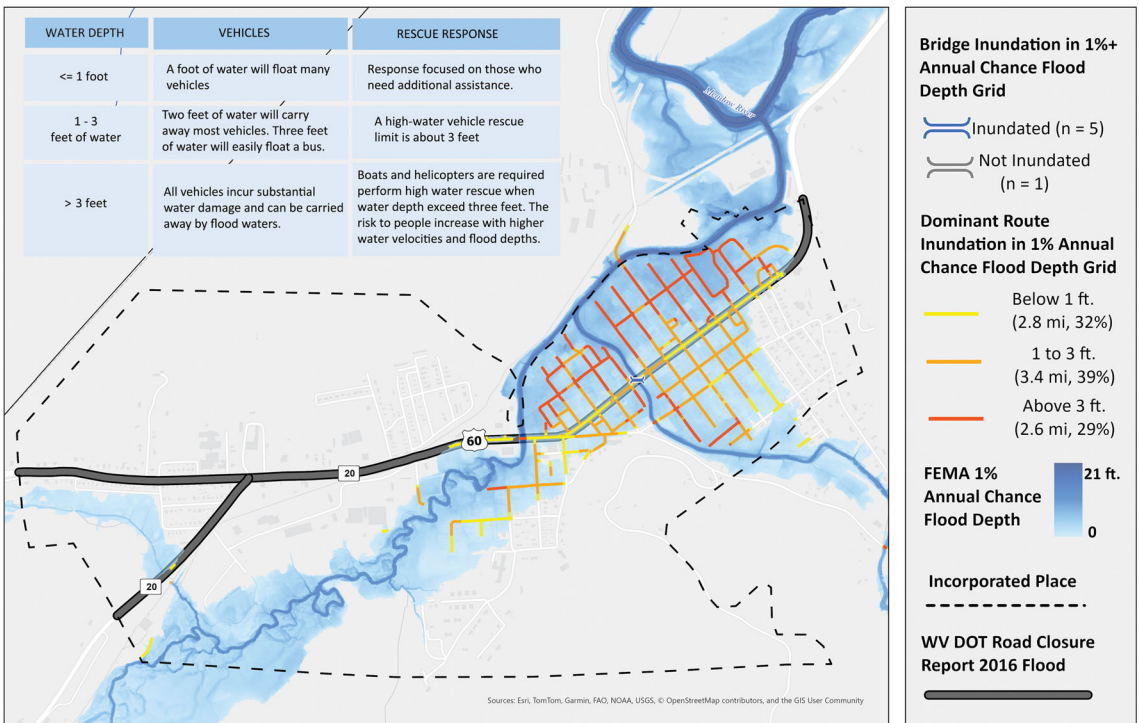 WATER DEPTH
VEHICLES
RESCUE RESPONSE
<= 1 foot
A foot of water will float many
vehicles
Response focused on those who
need additional assistance.
1 - 3
feet of water
Two feet of water will carry
away most vehicles. Three feet
of water will easily float a bus.
A high-water vehicle rescue
limit is about 3 feet
> 3 feet
All vehicles incur substantial
water damage and can be carried
away by flood waters.
Boats and helicopters are required
perform high water rescue when
water depth exceed three feet. The
risk to people increase with higher
water velocities and flood depths.
Meadow River
60
20
20
Sources: Esri, TomTom, Garmin, FAO, NOAA, USGS, © OpenStreetMap contributors, and the GIS User Community
Bridge Inundation in 1%+
Annual Chance Flood
Depth Grid
Inundated (n = 5)
Not Inundated
(n = 1)
Dominant Route
Inundation in 1% Annual
Chance Flood Depth Grid
Below 1 ft.
(2.8 mi, 32%)
1 to 3 ft.
(3.4 mi, 39%)
Above 3 ft.
(2.6 mi, 29%)
FEMA 1%
Annual Chance
Flood Depth
21 ft.
0
Incorporated Place
WV DOT Road Closure
Report 2016 Flood